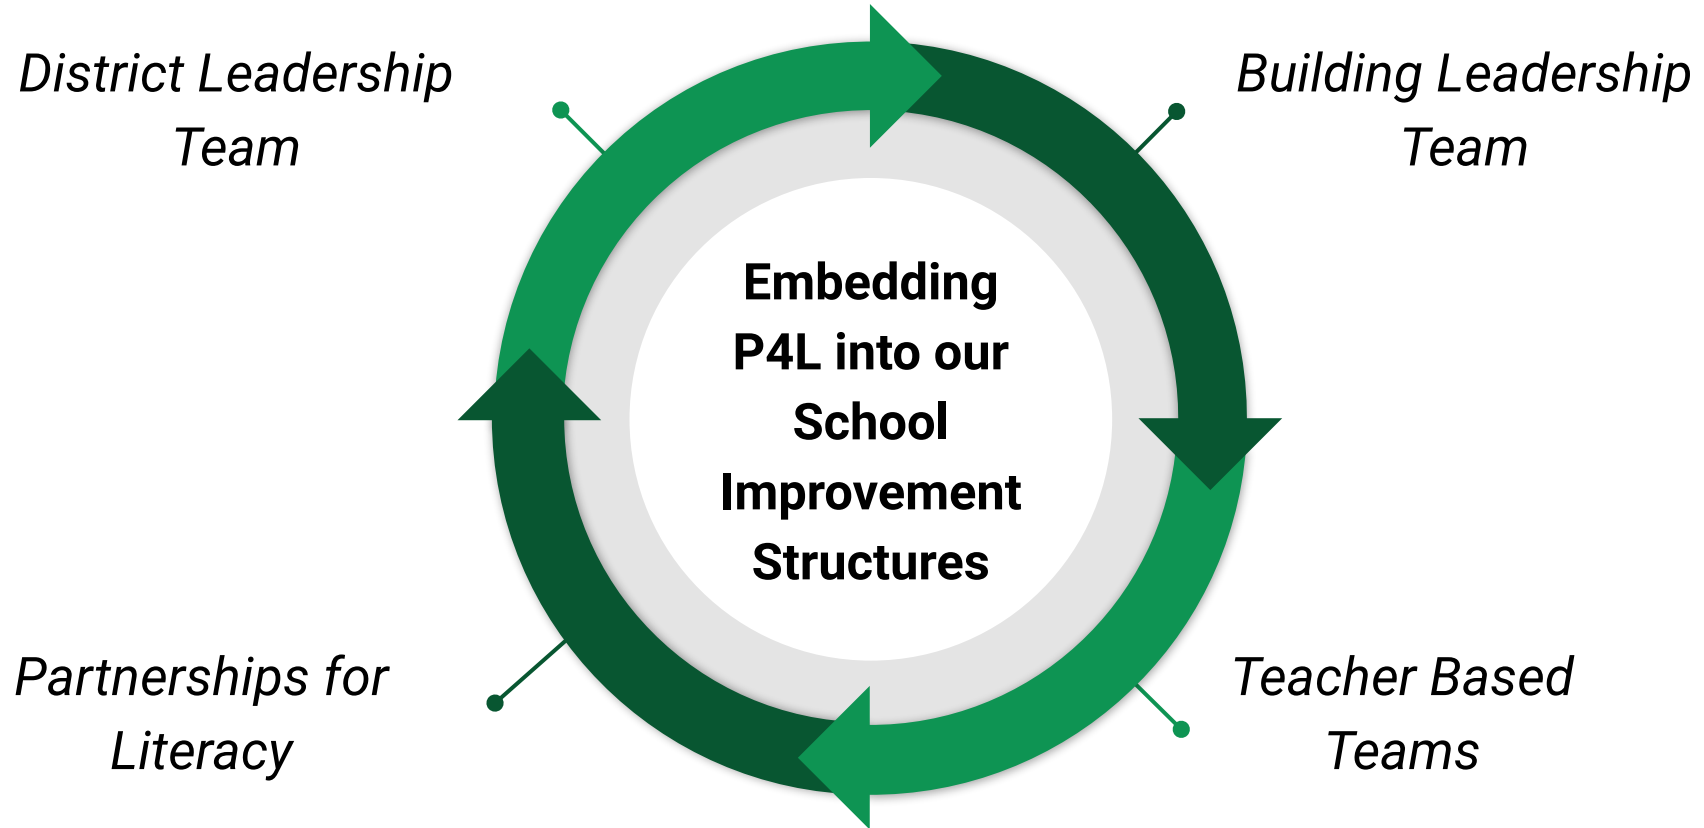 District Leadership
Team
Building Leadership
Team
Embedding
P4L into our
School
Improvement
Structures
Partnerships for
Literacy
Teacher Based
Teams